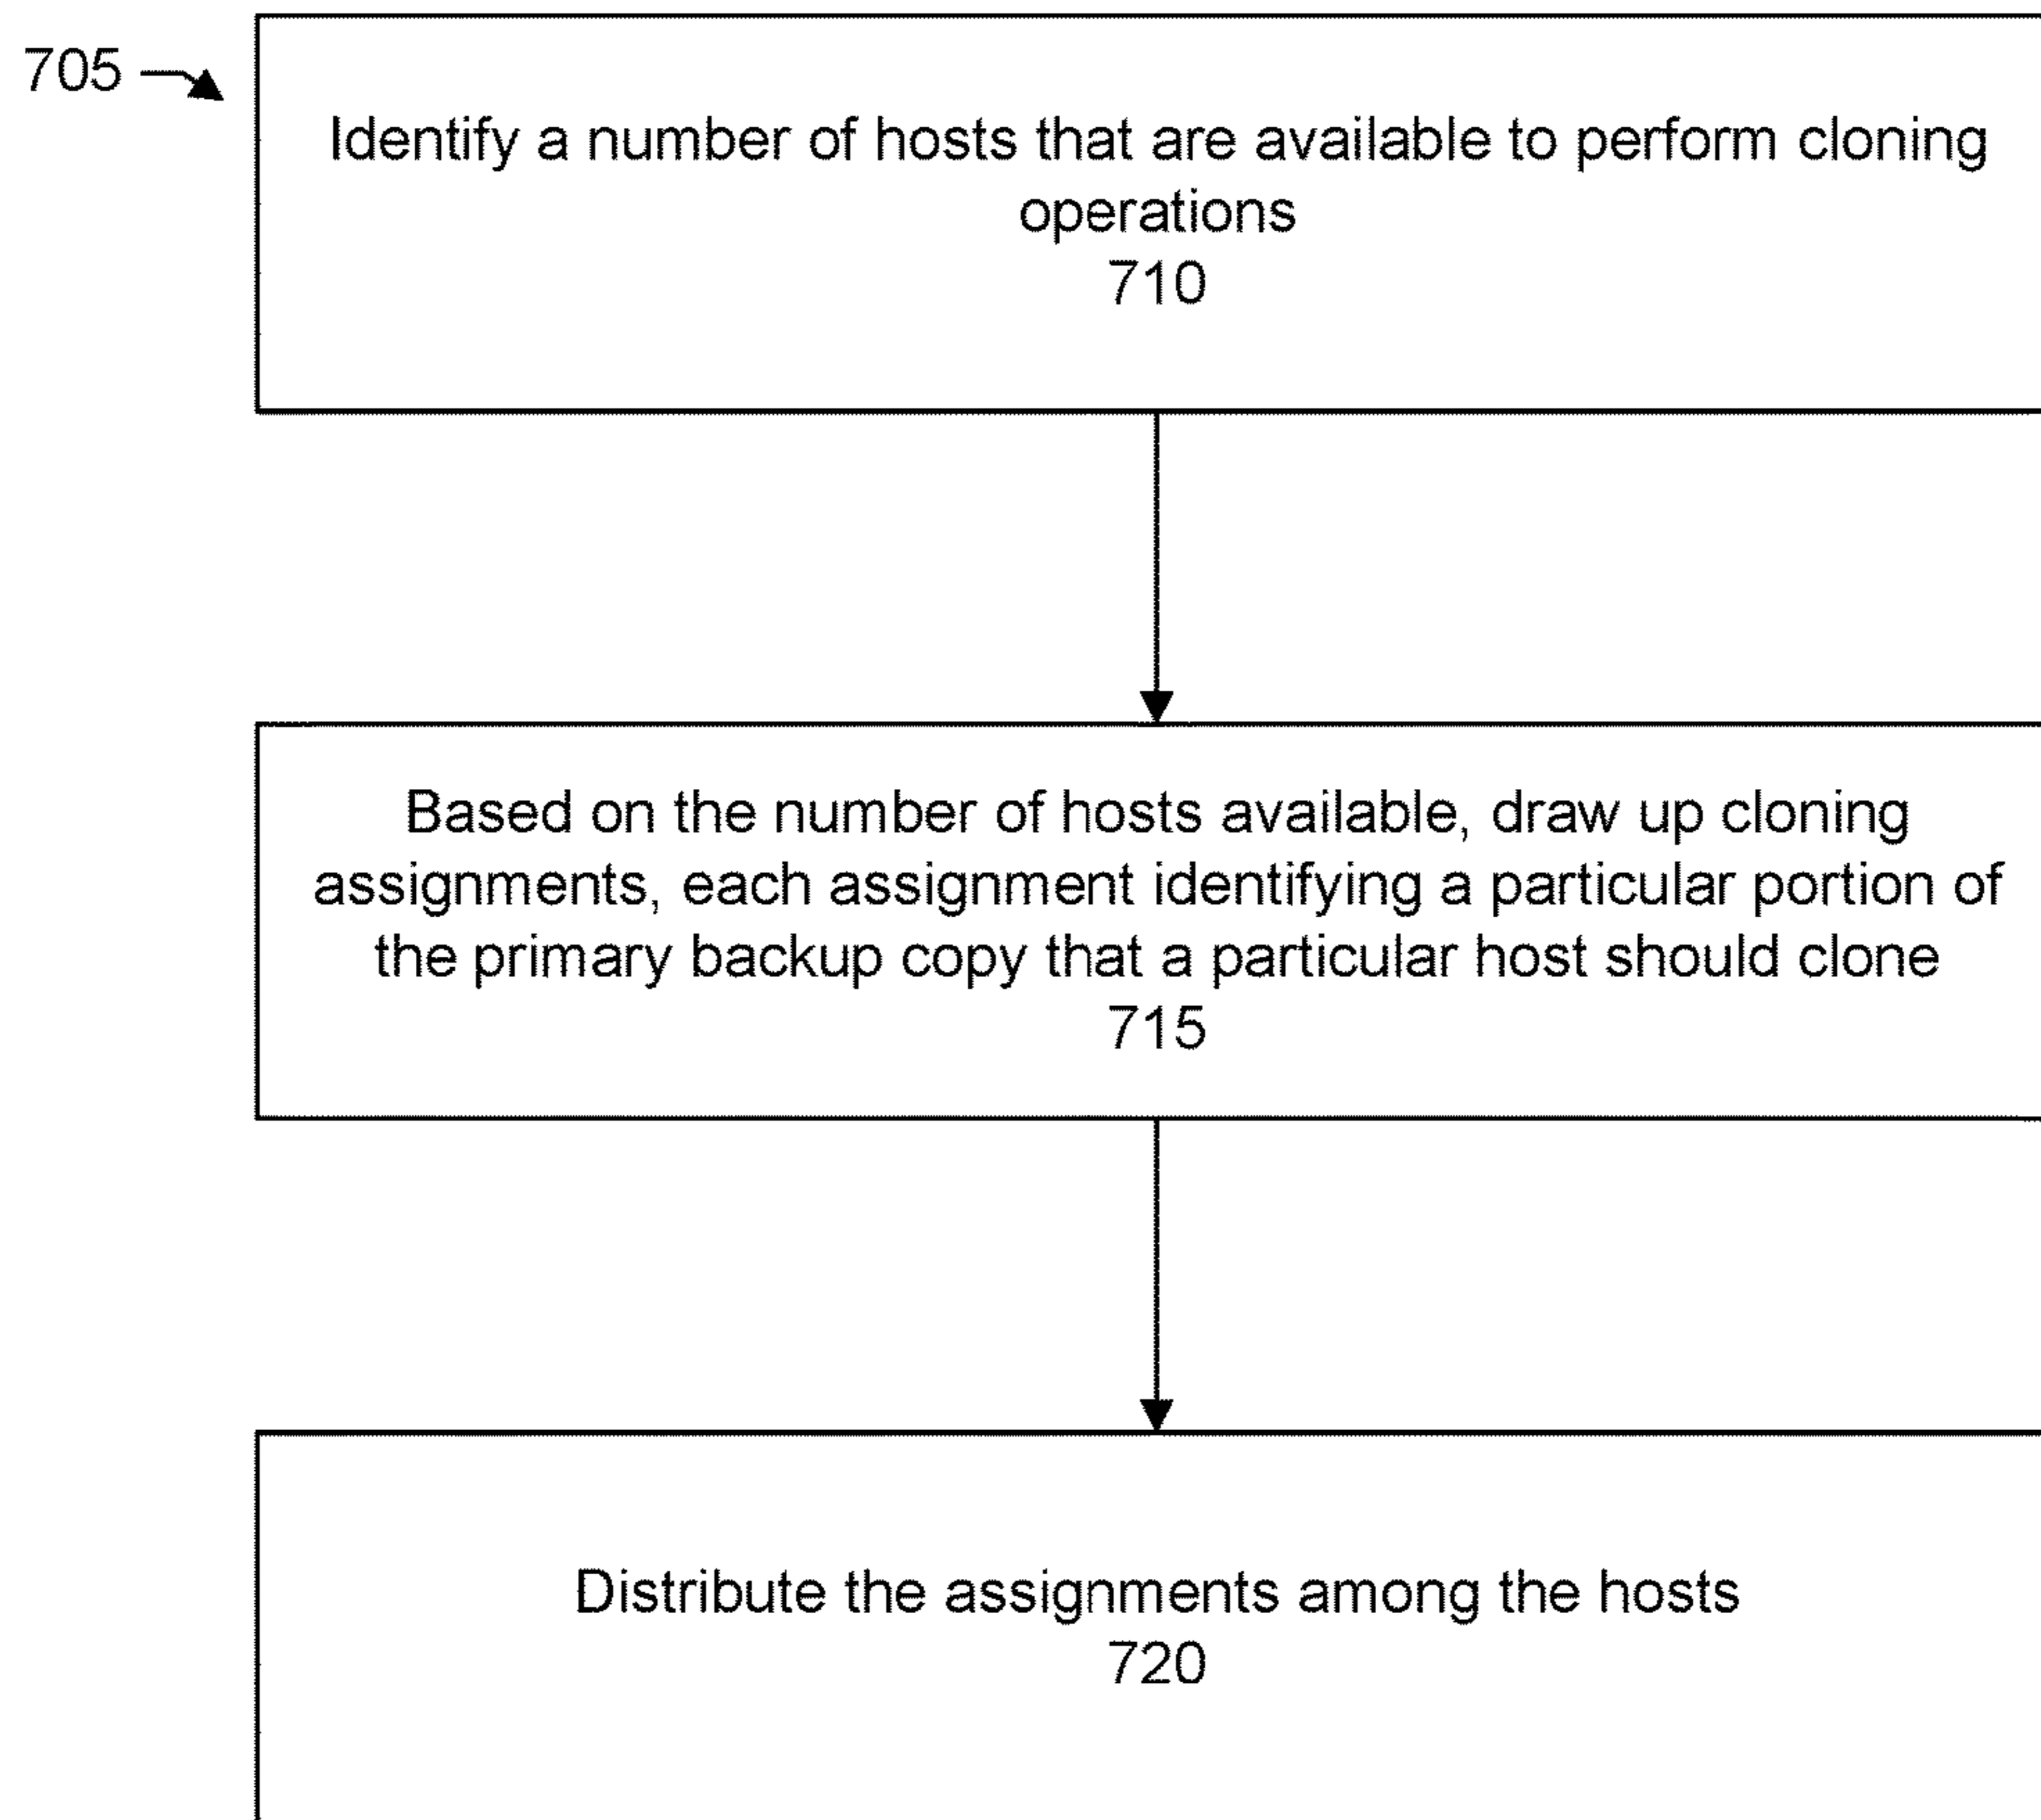 705
Identify a number of hosts that are available to perform cloning
operations
710
Based on the number of hosts available, draw up cloning
assignments, each assignment identifying a particular portion of
the primary backup copy that a particular host should clone
715
Distribute the assignments among the hosts
720